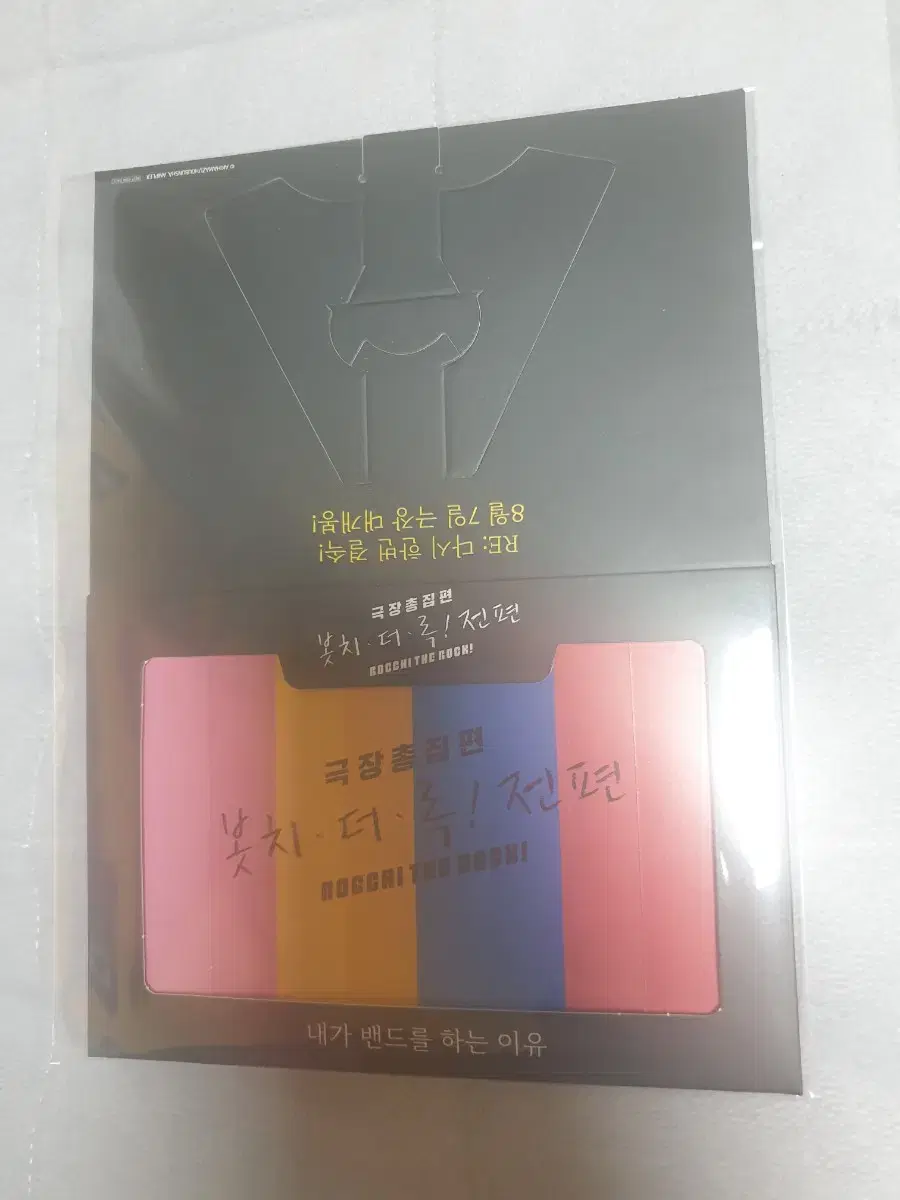 RE: 다시 한번 결속!
8월 7일 극장 대개봉!
극장총집편
봇치·더·록! 전편
BOCCHI THE ROCK!
극장총집편
봇치·더·록! 전편
BOCCHI THE ROCK!
내가 밴드를 하는 이유